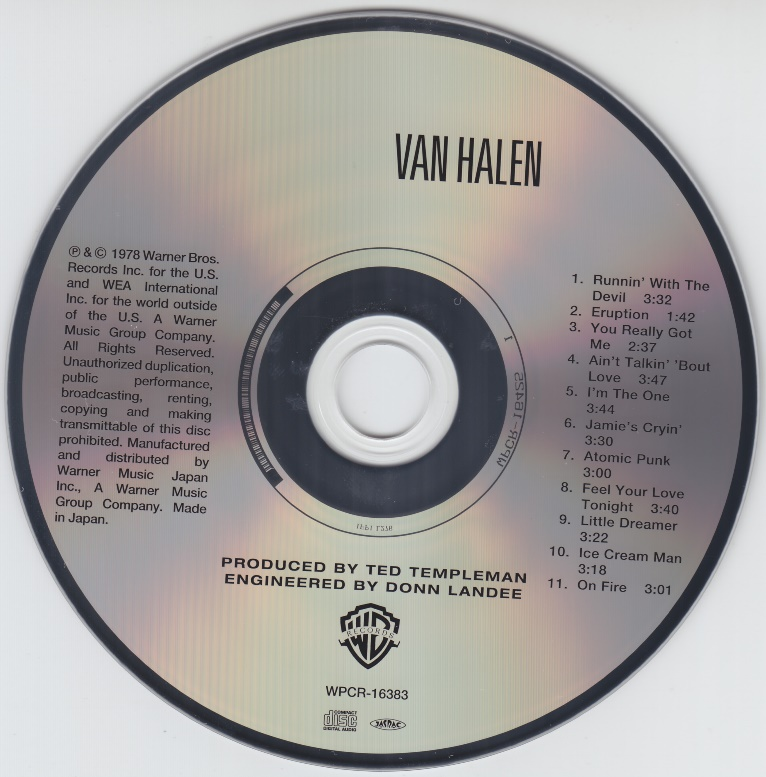 VAN HALEN
℗ & © 1978 Warner Bros.
Records Inc. for the U.S.
and WEA International
Inc. for the world outside
of the U.S. A Warner
Music Group Company.
All Rights Reserved.
Unauthorized duplication,
public performance,
broadcasting, renting,
copying and making
transmittable of this disc
prohibited. Manufactured
and distributed by
Warner Music Japan
Inc., A Warner Music
Group Company. Made
in Japan.
1. Runnin' With The
Devil 3:32
2. Eruption 1:42
3. You Really Got
Me 2:37
4. Ain't Talkin' 'Bout
Love 3:47
5. I'm The One
3:44
6. Jamie's Cryin'
3:30
7. Atomic Punk
3:00
8. Feel Your Love
Tonight 3:40
9. Little Dreamer
3:22
10. Ice Cream Man
3:18
11. On Fire 3:01
PRODUCED BY TED TEMPLEMAN
ENGINEERED BY DONN LANDEE
WB
RECORDS
WPCR-16383
COMPACT
disc
DIGITAL AUDIO